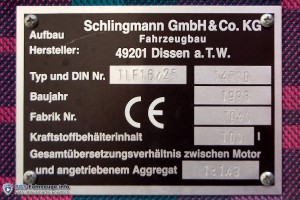 Schlingmann GmbH & Co. KG
Aufbau
Fahrzeugbau
Hersteller:
49201 Dissen a.T.W.
Typ und DIN Nr. TLF16/25
Baujahr
Fabrik Nr.
CE
Kraftstoffbehälterinhalt l
Gesamtübersetzungsverhältnis zwischen Motor
und angetriebenem Aggregat